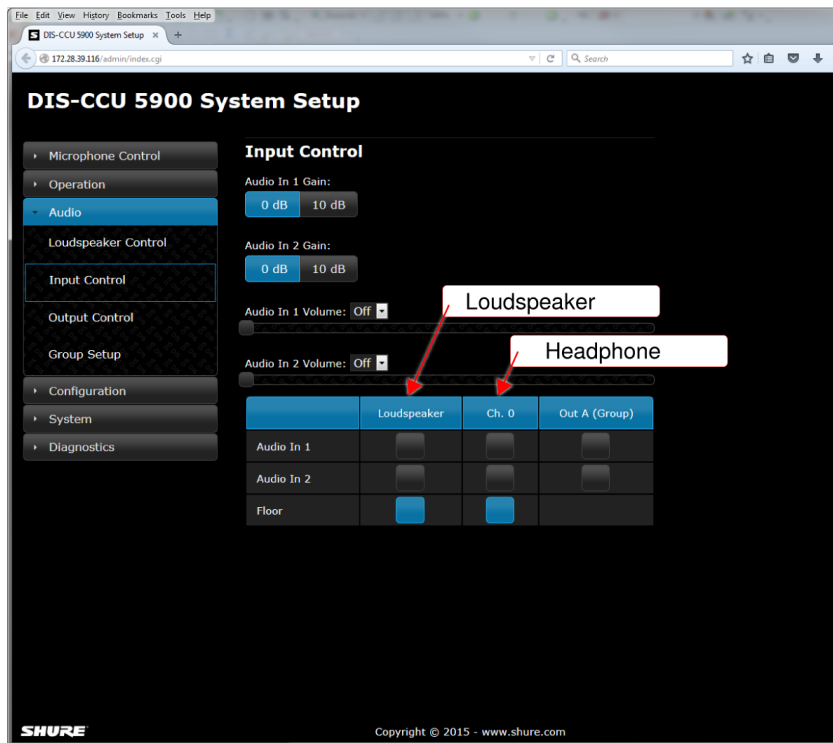 File Edit View History Bookmarks Tools Help
DIS-CCU 5900 System Setup × +
172.28.39.116/admin/index.cgi
Search
DIS-CCU 5900 System Setup
Microphone Control
Operation
Audio
Loudspeaker Control
Input Control
Output Control
Group Setup
Configuration
System
Diagnostics
Input Control
Audio In 1 Gain:
0 dB 10 dB
Audio In 2 Gain:
0 dB 10 dB
Audio In 1 Volume: Off
Loudspeaker
Audio In 2 Volume: Off
Headphone
Loudspeaker Ch. 0 Out A (Group)
Audio In 1
Audio In 2
Floor
SHURE
Copyright © 2015 - www.shure.com